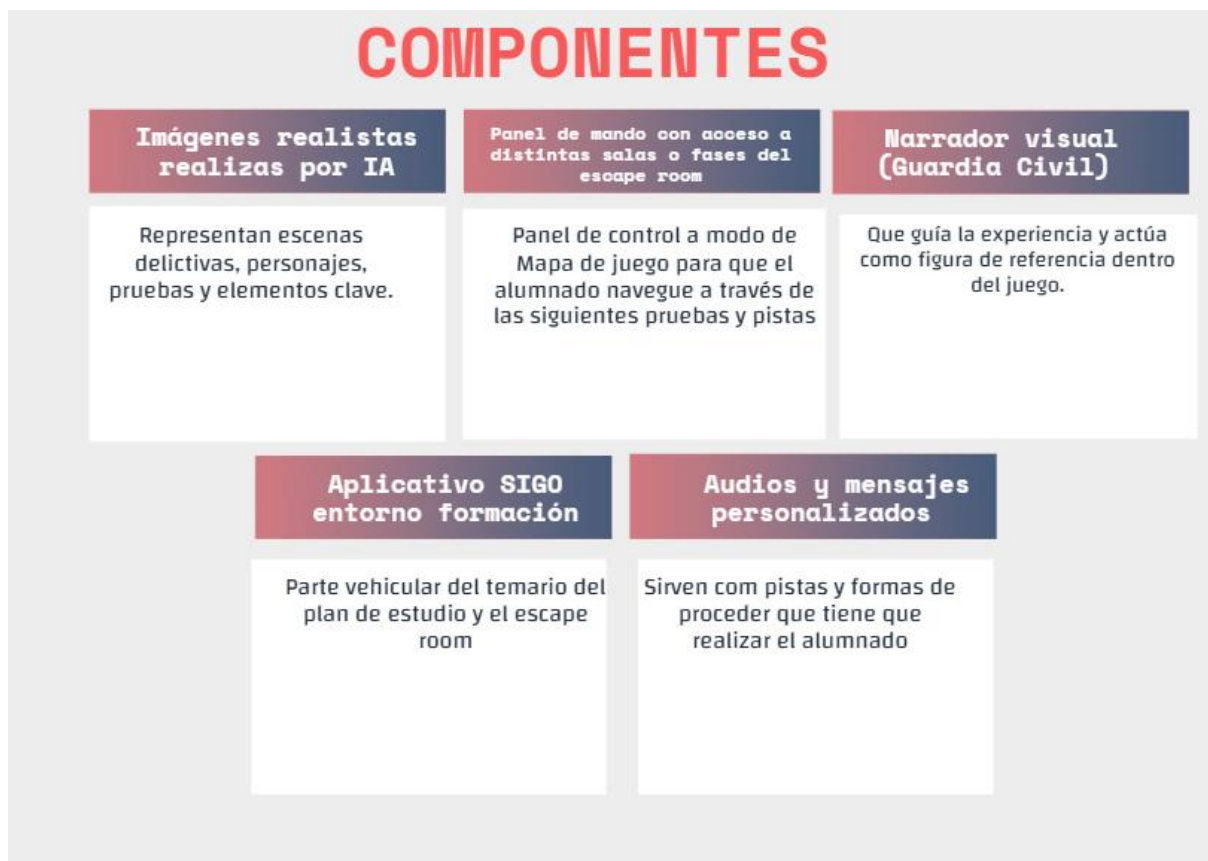 COMPONENTES
Imágenes realistas
realizas por IA
Representan escenas
delictivas, personajes,
pruebas y elementos clave.
Panel de mando con acceso a
distintas salas o fases del
escape room
Panel de control a modo de
Mapa de juego para que el
alumnado navegue a través de
las siguientes pruebas y pistas
Narrador visual
(Guardia Civil)
Que guía la experiencia y actúa
como figura de referencia dentro
del juego.
Aplicativo SIGO
entorno formación
Parte vehicular del temario del
plan de estudio y el escape
room
Audios y mensajes
personalizados
Sirven com pistas y formas de
proceder que tiene que
realizar el alumnado